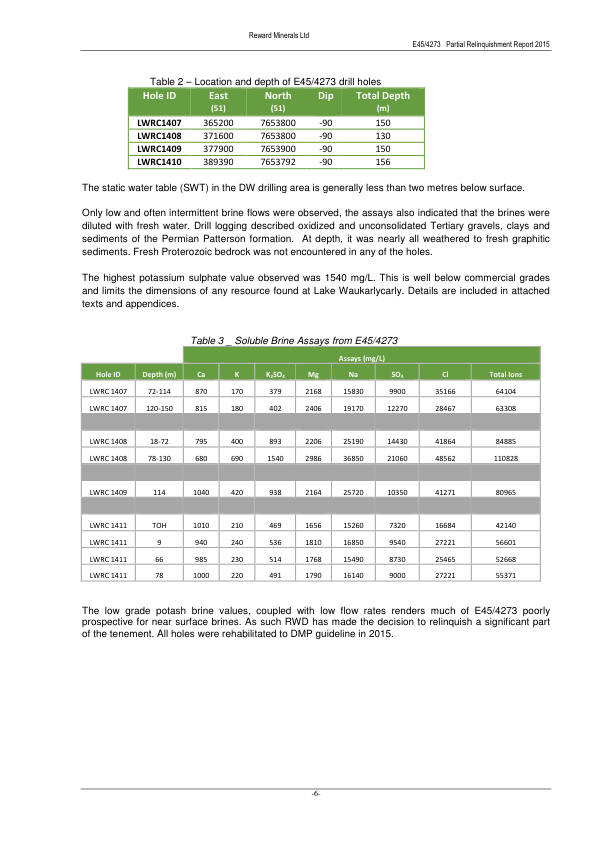 Reward Minerals Ltd
E45/4273 Partial Relinquishment Report 2015
Table 2 – Location and depth of E45/4273 drill holes
Hole ID East North Dip Total Depth
(51) (51) (m)
LWRC1407 365200 7653800 -90 150
LWRC1408 371600 7653800 -90 130
LWRC1409 377900 7653900 -90 150
LWRC1410 389390 7653792 -90 156
The static water table (SWT) in the DW drilling area is generally less than two metres below surface.
Only low and often intermittent brine flows were observed, the assays also indicated that the brines were
diluted with fresh water. Drill logging described oxidized and unconsolidated Tertiary gravels, clays and
sediments of the Permian Patterson formation. At depth, it was nearly all weathered to fresh graphitic
sediments. Fresh Proterozoic bedrock was not encountered in any of the holes.
The highest potassium sulphate value observed was 1540 mg/L. This is well below commercial grades
and limits the dimensions of any resource found at Lake Waukarlycarly. Details are included in attached
texts and appendices.
Table 3 _ Soluble Brine Assays from E45/4273
Assays (mg/L)
Hole ID Depth (m) Ca K K₂SO₄ Mg Na SO₄ Cl Total Ions
LWRC 1407 72-114 870 170 379 2168 15830 9900 35166 64104
LWRC 1407 120-150 815 180 402 2406 19170 12270 28467 63308
LWRC 1408 18-72 795 400 893 2206 25190 14430 41864 84885
LWRC 1408 78-130 680 690 1540 2986 36850 21060 48562 110828
LWRC 1409 114 1040 420 938 2164 25720 10350 41271 80965
LWRC 1411 TOH 1010 210 469 1656 15260 7320 16684 42140
LWRC 1411 9 940 240 536 1810 16850 9540 27221 56601
LWRC 1411 66 985 230 514 1768 15490 8730 25465 52668
LWRC 1411 78 1000 220 491 1790 16140 9000 27221 55371
The low grade potash brine values, coupled with low flow rates renders much of E45/4273 poorly
prospective for near surface brines. As such RWD has made the decision to relinquish a significant part
of the tenement. All holes were rehabilitated to DMP guideline in 2015.
-6-